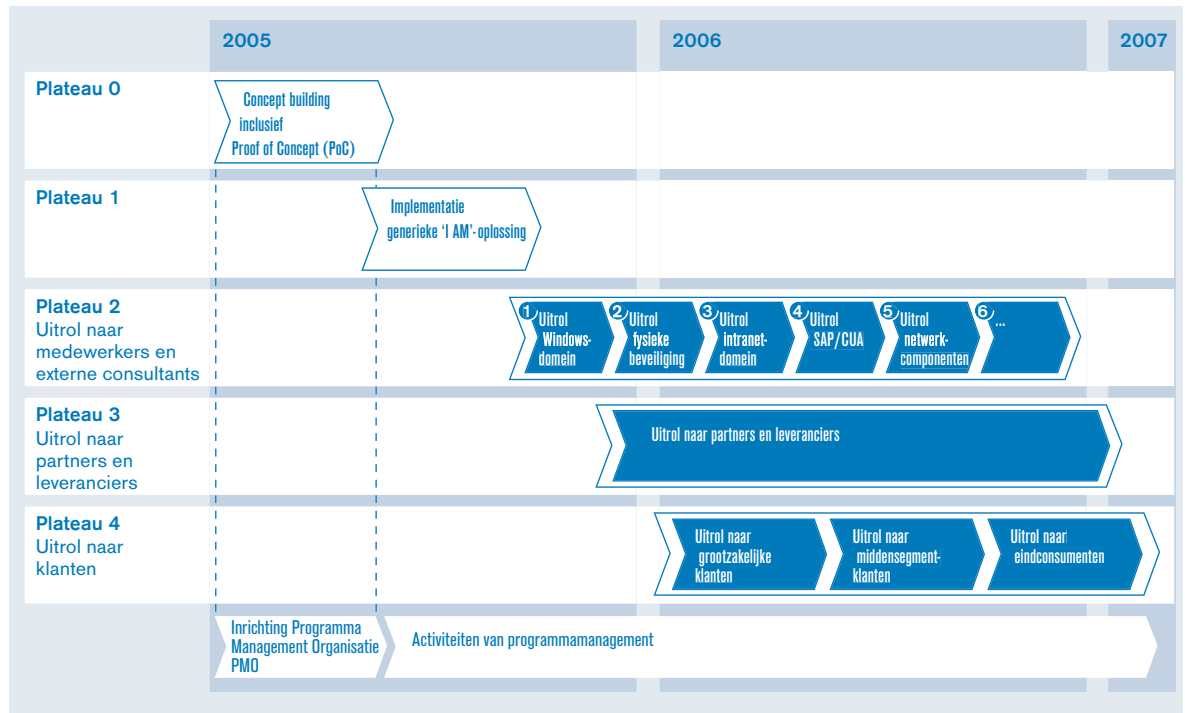 2005
2006
2007
Plateau 0
Concept building
inclusief
Proof of Concept (PoC)
Plateau 1
Implementatie
generieke ‘I AM’-oplossing
Plateau 2
Uitrol naar
medewerkers en
externe consultants
1
Uitrol
Windows-
domein
2
Uitrol
fysieke
beveiliging
3
Uitrol
intranet-
domein
4
Uitrol
SAP/CUA
5
Uitrol
netwerk-
componenten
6
...
Plateau 3
Uitrol naar
partners en
leveranciers
Uitrol naar partners en leveranciers
Plateau 4
Uitrol naar
klanten
Uitrol naar
grootzakelijke
klanten
Uitrol naar
middensegment-
klanten
Uitrol naar
eindconsumenten
Inrichting Programma
Management Organisatie
PMO
Activiteiten van programmamanagement